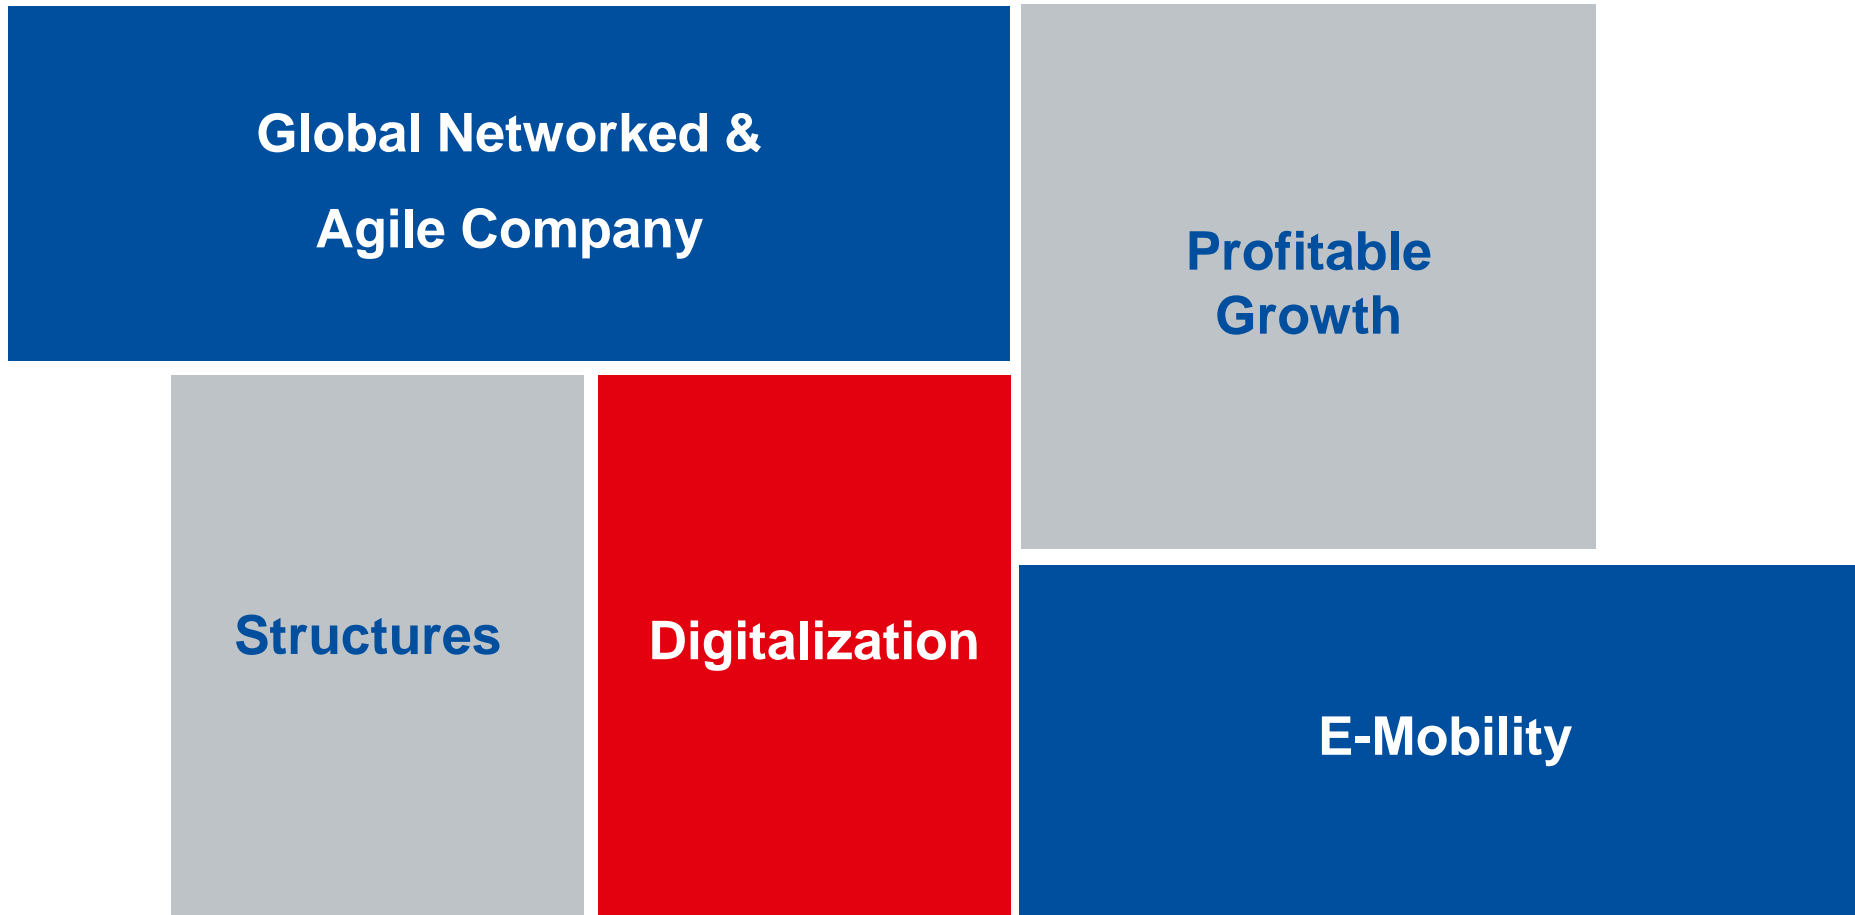 Global Networked &
Agile Company
Profitable
Growth
Structures
Digitalization
E-Mobility